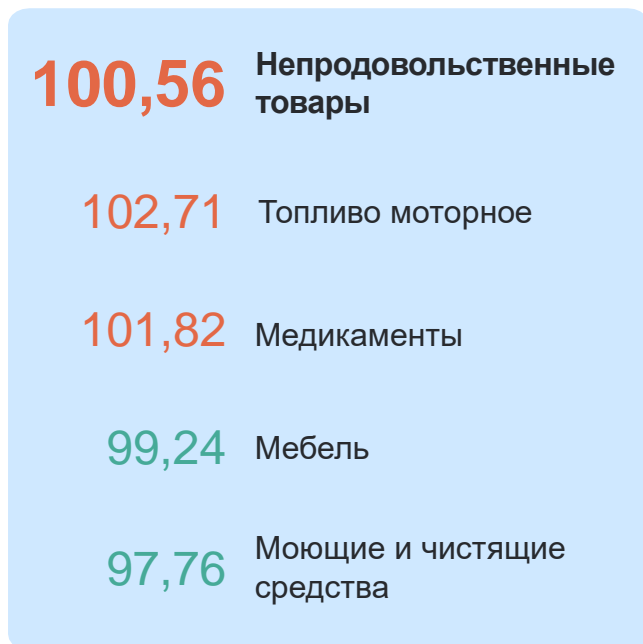 100,56 Непродовольственные
товары
102,71 Топливо моторное
101,82 Медикаменты
99,24 Мебель
97,76 Моющие и чистящие
средства